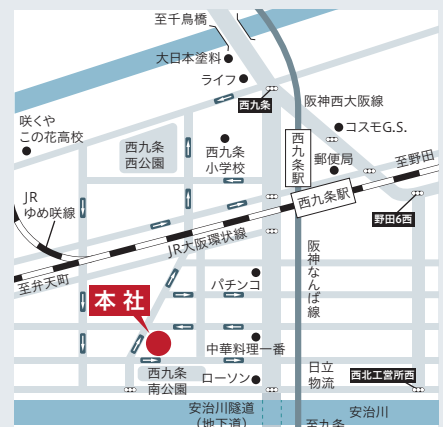 至千鳥橋
大日本塗料
ライフ
西九条
阪神西大阪線
咲くや
この花高校
西九条
西公園
西九条
小学校
コスモG.S.
西九条駅
郵便局
至野田
西九条駅
JR
ゆめ咲線
野田6西
JR大阪環状線
至弁天町
阪神なんば線
パチンコ
本社
中華料理一番
西九条
南公園
ローソン
日立
物流
西北工営所西
安治川隧道
（地下道）
安治川
至九条